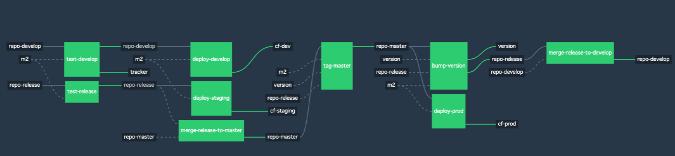 repo-develop
m2
repo-release
test-develop
test-release
repo-develop
m2
tracker
repo-release
repo-master
deploy-develop
deploy-staging
merge-release-to-master
cf-dev
m2
version
repo-release
cf-staging
repo-master
tag-master
repo-master
version
repo-release
m2
bump-version
deploy-prod
version
repo-release
repo-develop
cf-prod
merge-release-to-develop
repo-develop